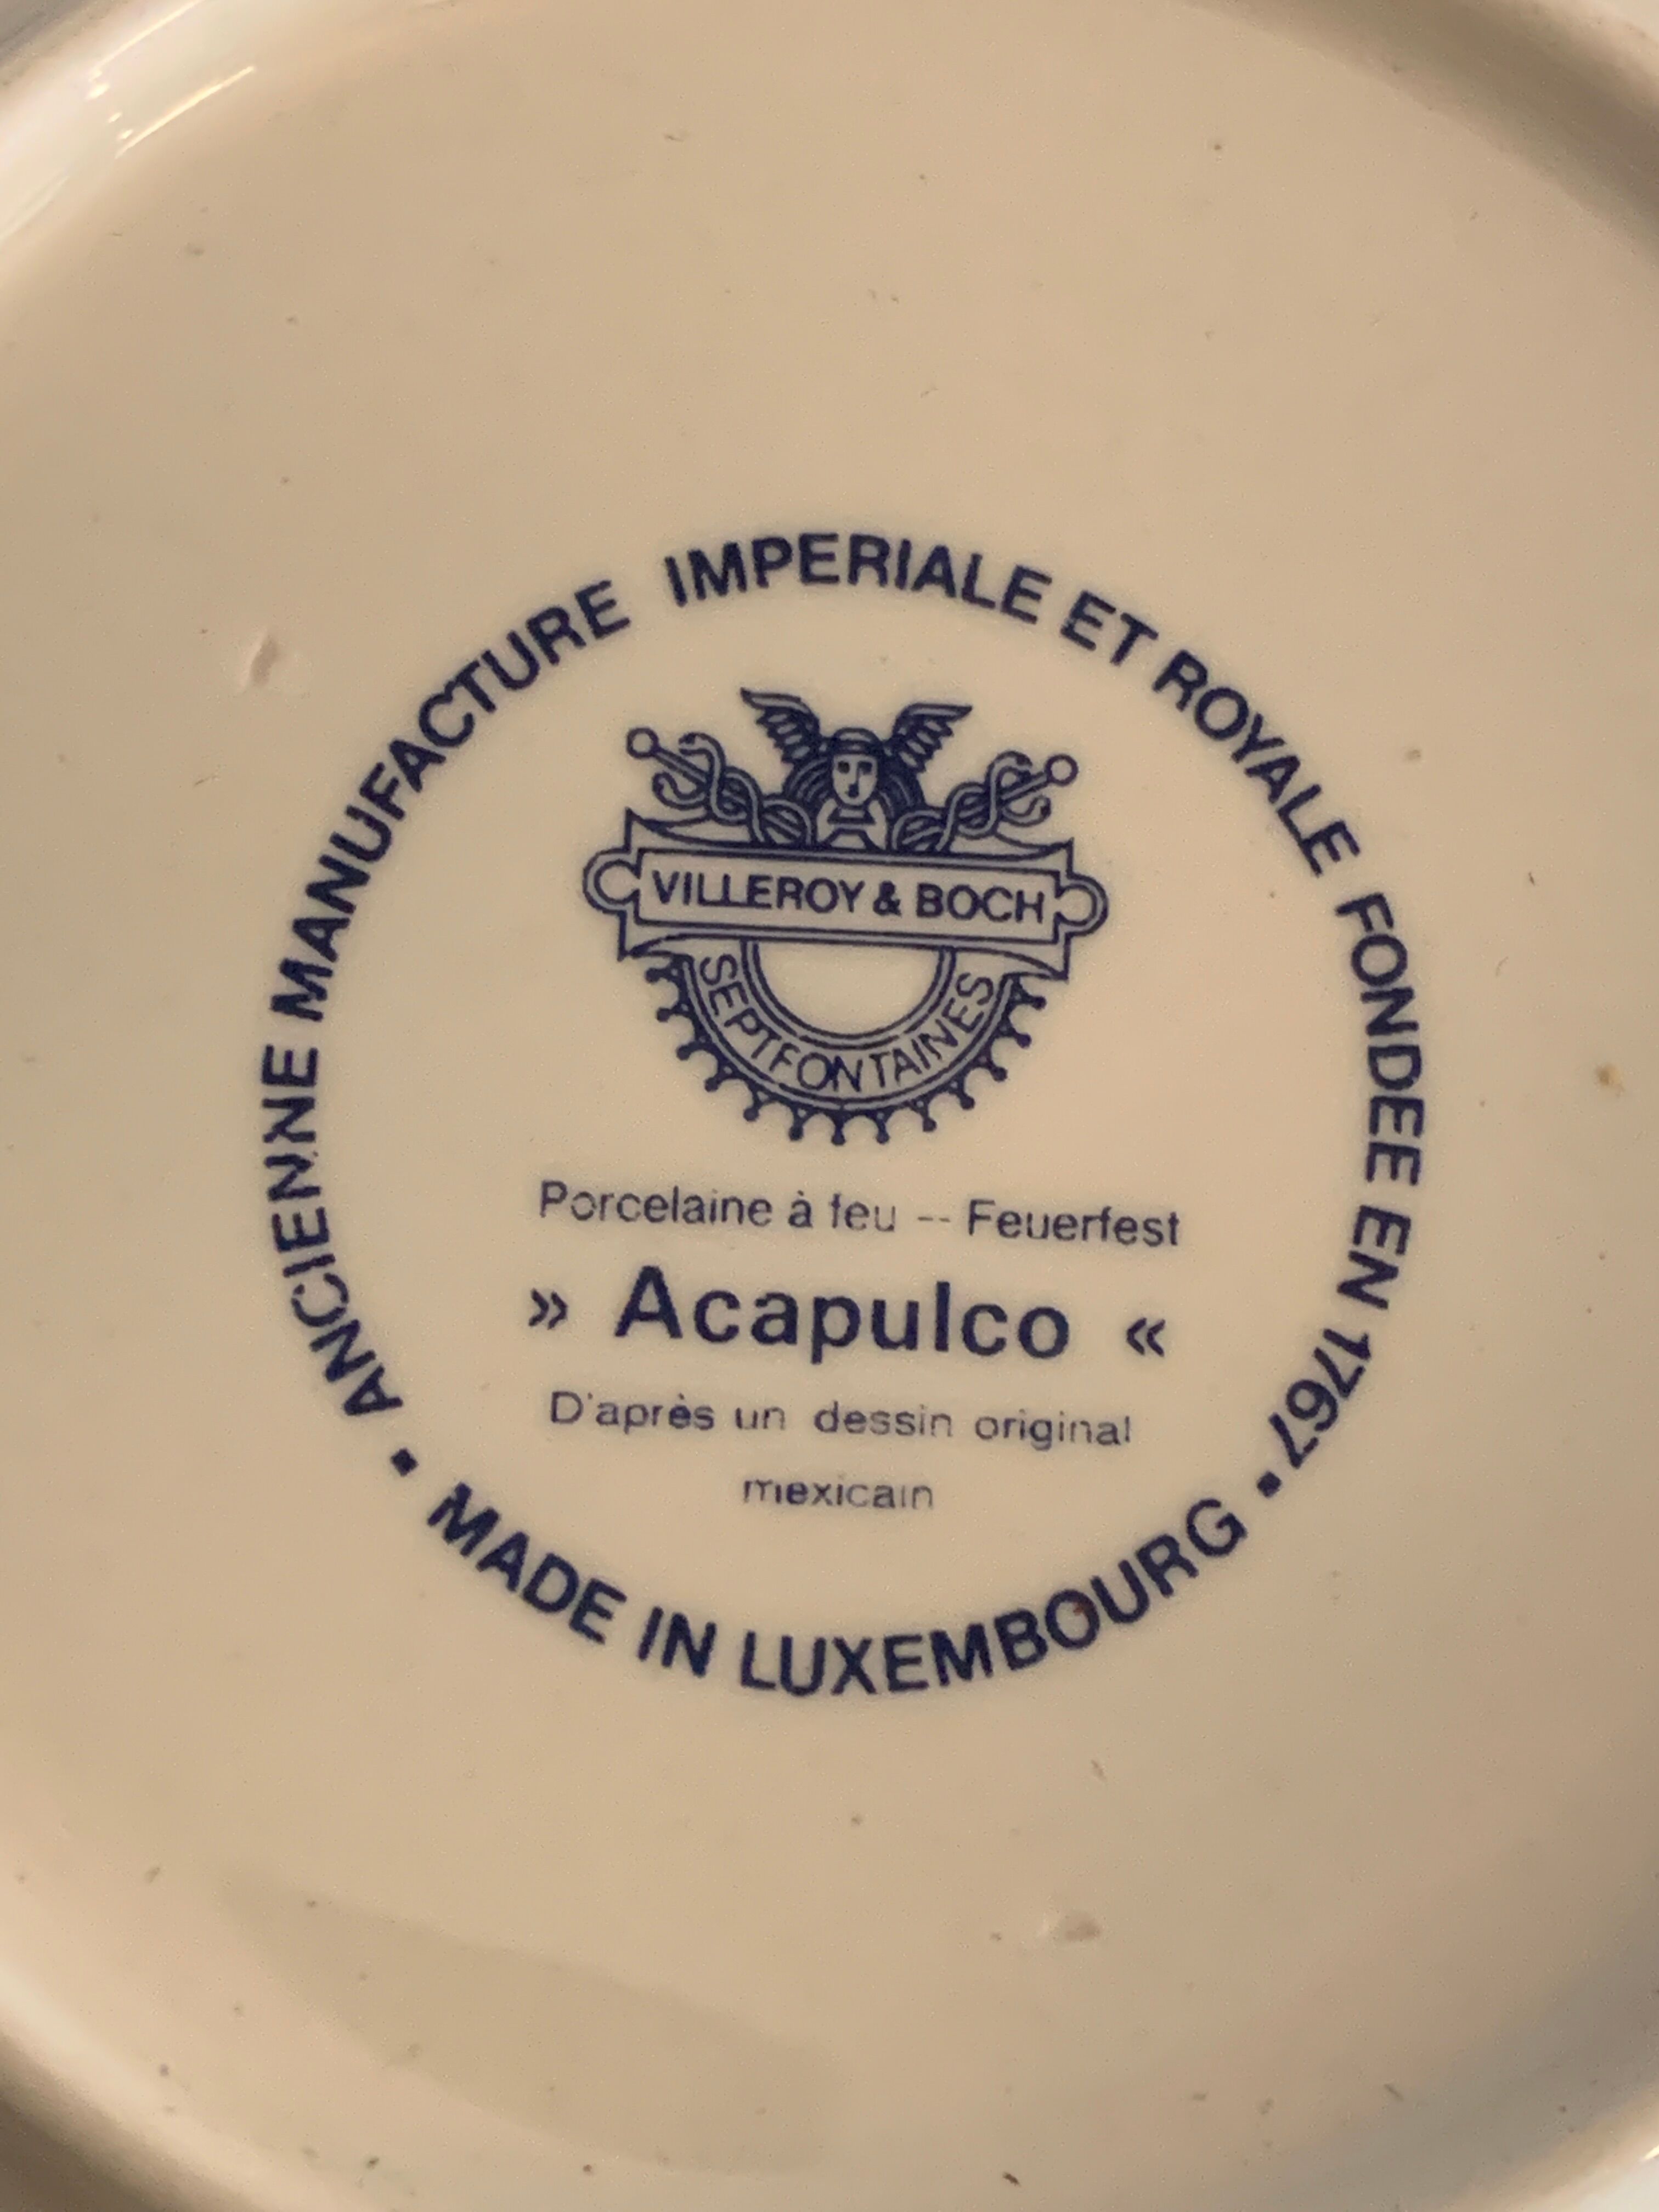 ANCIENNE MANUFACTURE IMPERIALE ET ROYALE FONDEE EN 1767 •
VILLEROY & BOCH
SEPTFONTAINES
Porcelaine à feu -- Feuerfest
» Acapulco «
D'après un dessin original
mexicain
MADE IN LUXEMBOURG •